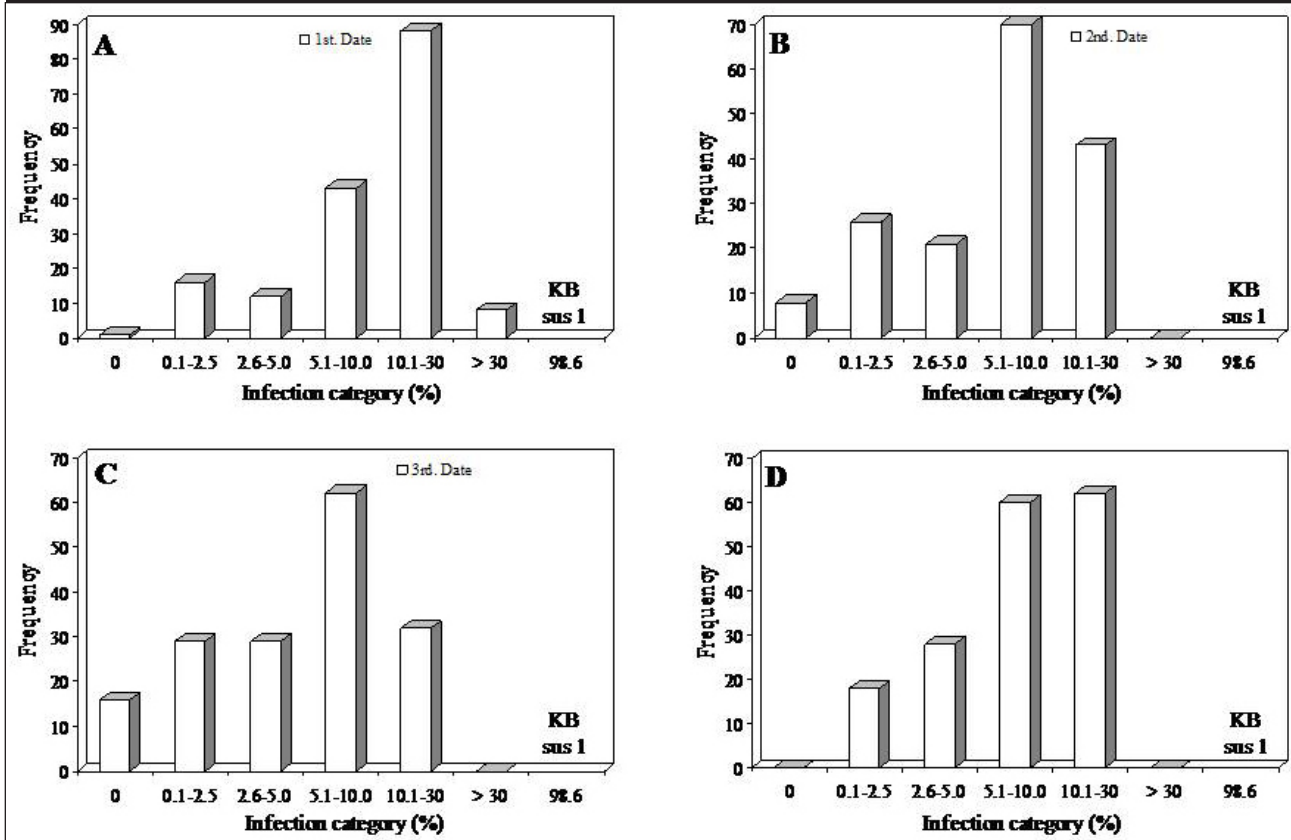 A
1st. Date
90
80
70
60
50
40
30
20
10
0
Frequency
KB
sus 1
0 0.1-2.5 2.6-5.0 5.1-10.0 10.1-30 > 30 98.6
Infection category (%)
B
2nd. Date
70
60
50
40
30
20
10
0
Frequency
KB
sus 1
0 0.1-2.5 2.6-5.0 5.1-10.0 10.1-30 > 30 98.6
Infection category (%)
C
3rd. Date
70
60
50
40
30
20
10
0
Frequency
KB
sus 1
0 0.1-2.5 2.6-5.0 5.1-10.0 10.1-30 > 30 98.6
Infection category (%)
D
70
60
50
40
30
20
10
0
Frequency
KB
sus 1
0 0.1-2.5 2.6-5.0 5.1-10.0 10.1-30 > 30 98.6
Infection category (%)